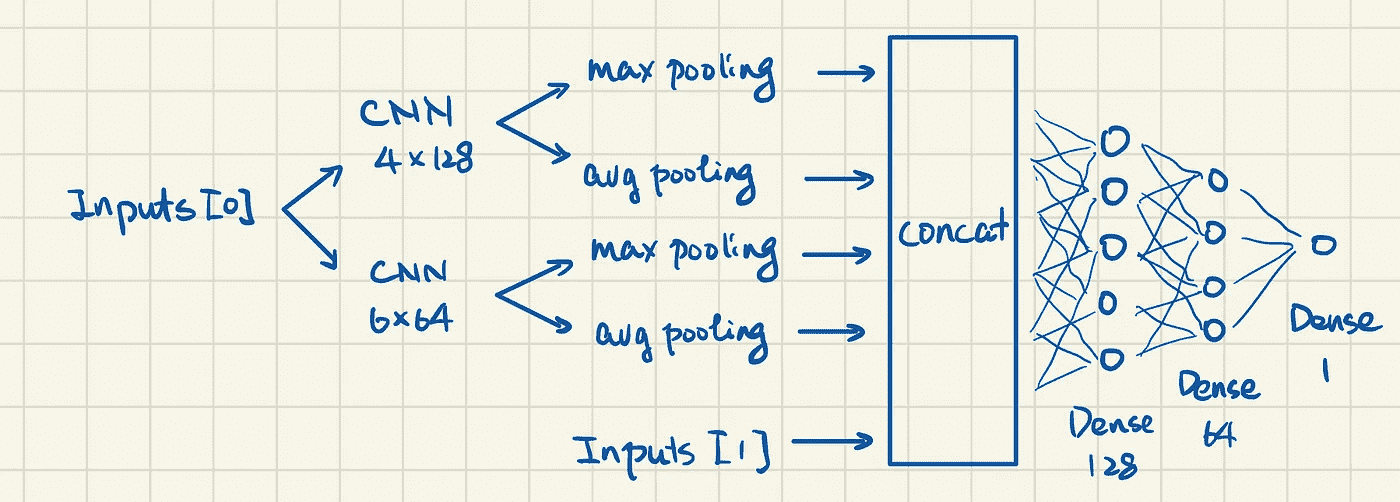 Inputs [0]
CNN
4×128
CNN
6×64
max pooling
avg pooling
max pooling
avg pooling
Inputs [1]
concat
Dense
128
Dense
64
Dense
1